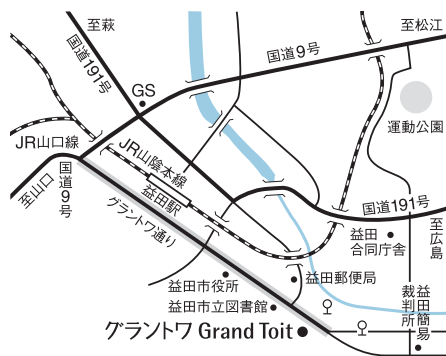 至萩
至松江
国道9号
国道191号
GS
運動公園
JR山口線
JR山陰本線
益田駅
至山口
国道9号
グラントワ通り
国道191号
至広島
益田
合同庁舎
益田郵便局
益田市役所
益田市立図書館
益田簡易
裁判所
グラントワ Grand Toit